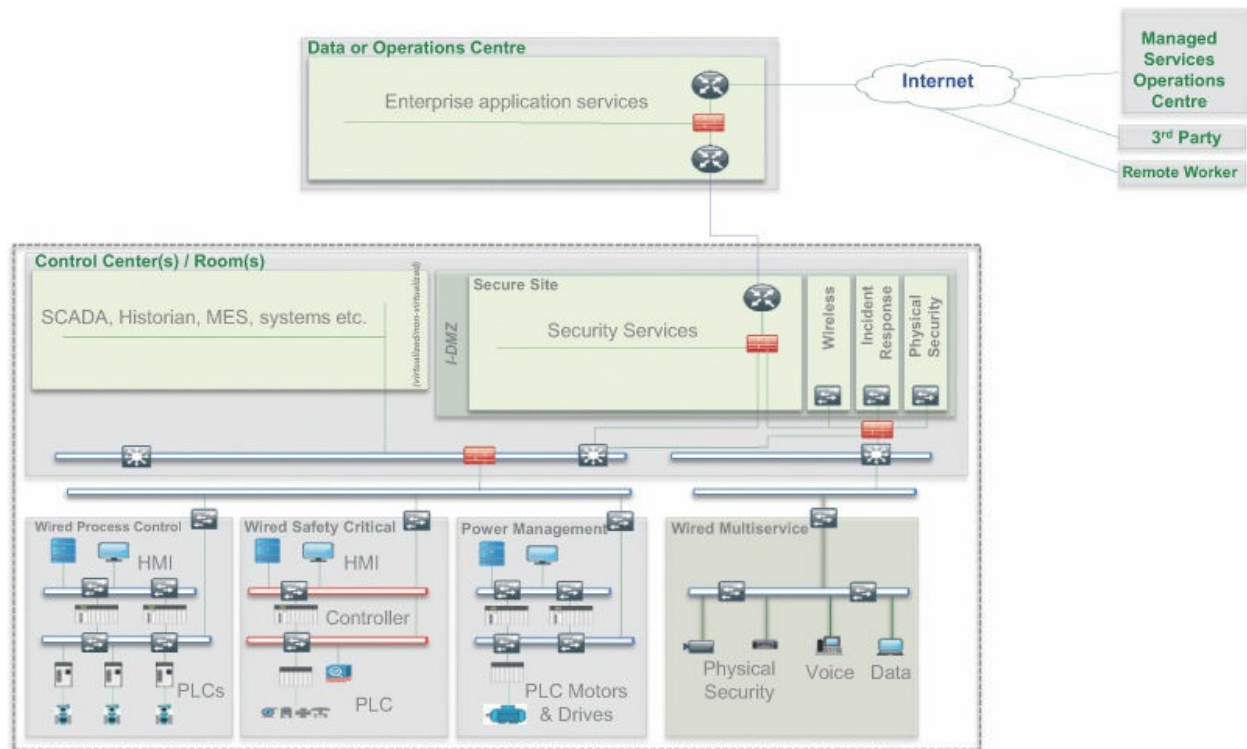 Data or Operations Centre
Enterprise application services
Internet
Managed
Services
Operations
Centre
3rd Party
Remote Worker
Control Center(s) / Room(s)
SCADA, Historian, MES, systems etc.
(virtualized/non-virtualized)
I-DMZ
Secure Site
Security Services
Wireless
Incident
Response
Physical
Security
Wired Process Control
HMI
PLCs
Wired Safety Critical
HMI
Controller
PLC
Power Management
PLC Motors
& Drives
Wired Multiservice
Physical
Security
Voice
Data